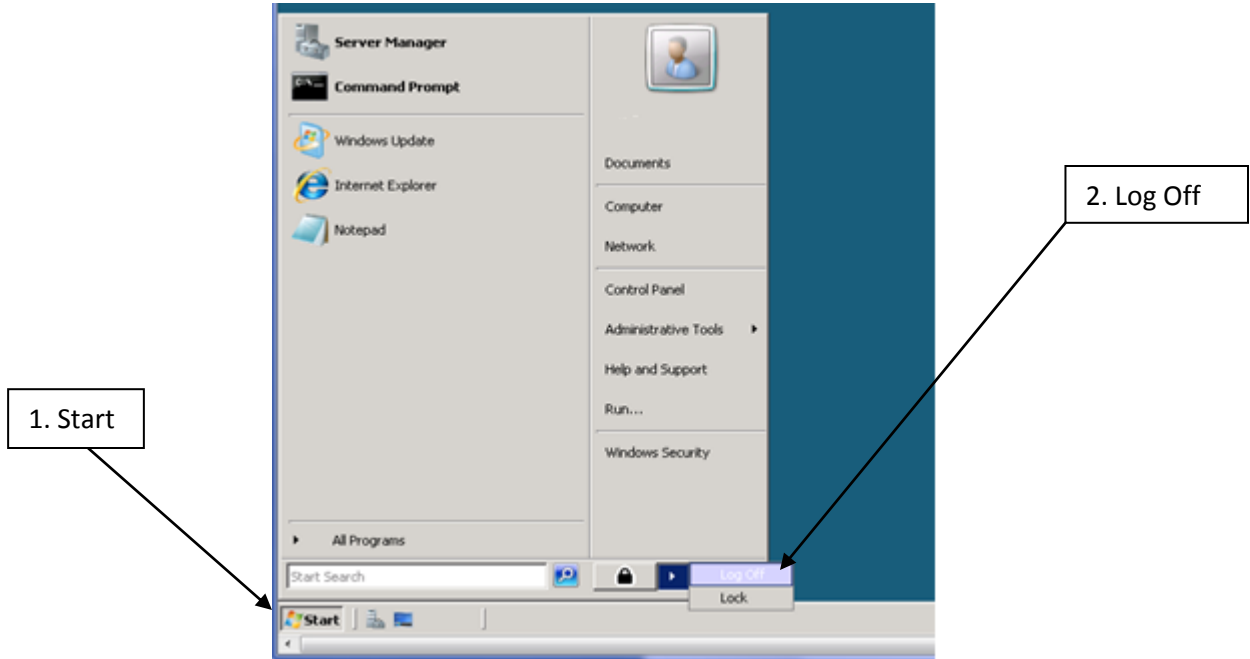 Server Manager
Command Prompt
Windows Update
Internet Explorer
Notepad
All Programs
Start Search
Documents
Computer
Network
Control Panel
Administrative Tools
Help and Support
Run...
Windows Security
Log Off
Lock
Start
1. Start
2. Log Off